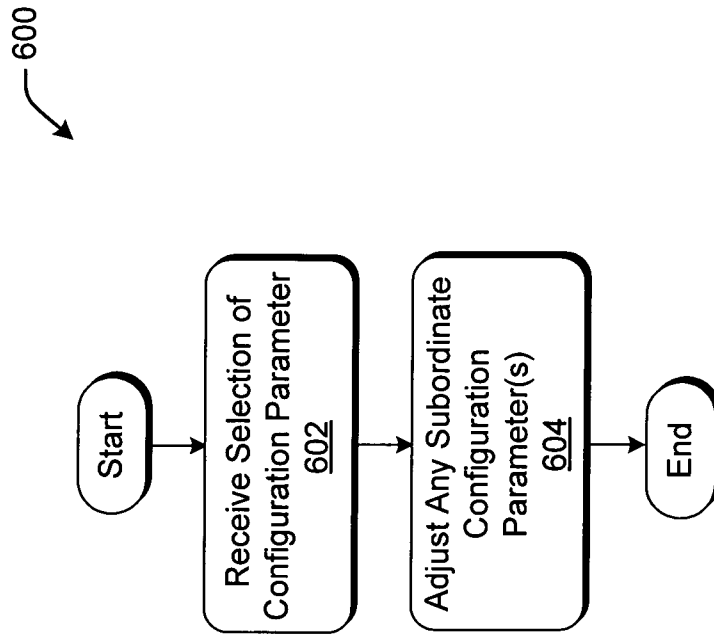 600
Start
Receive Selection of
Configuration Parameter
602
Adjust Any Subordinate
Configuration
Parameter(s)
604
End